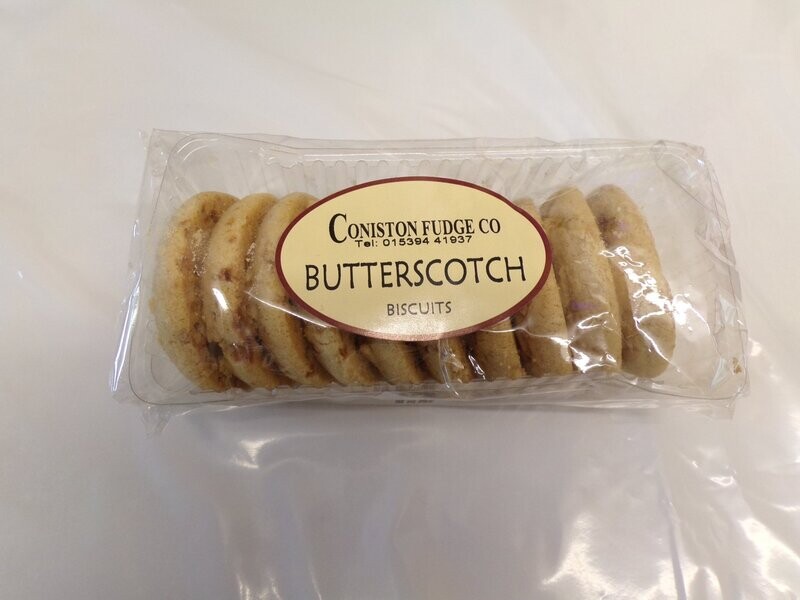 CONISTON FUDGE CO
Tel: 015394 41937
BUTTERSCOTCH
BISCUITS